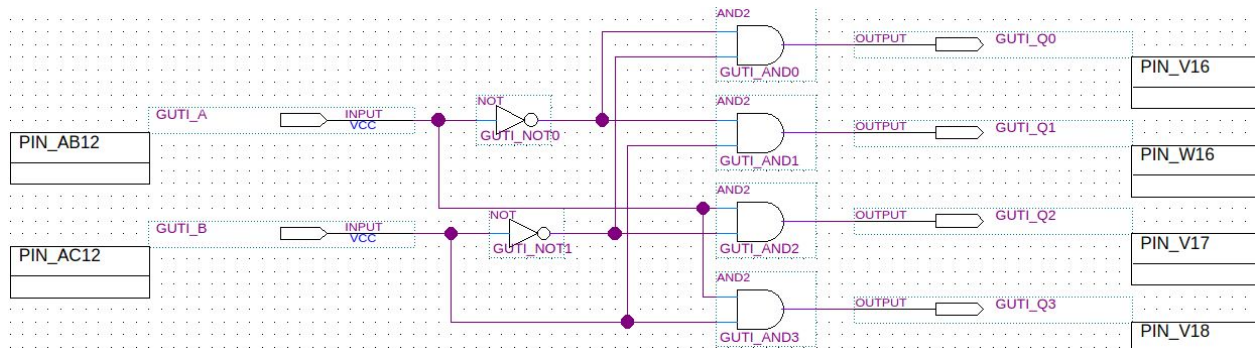 AND2
GUTI_AND0
OUTPUT
GUTI_Q0
PIN_V16
GUTI_A
INPUT
VCC
PIN_AB12
NOT
GUTI_NOT0
AND2
GUTI_AND1
OUTPUT
GUTI_Q1
PIN_W16
GUTI_B
INPUT
VCC
PIN_AC12
NOT
GUTI_NOT1
AND2
GUTI_AND2
OUTPUT
GUTI_Q2
PIN_V17
AND2
GUTI_AND3
OUTPUT
GUTI_Q3
PIN_V18